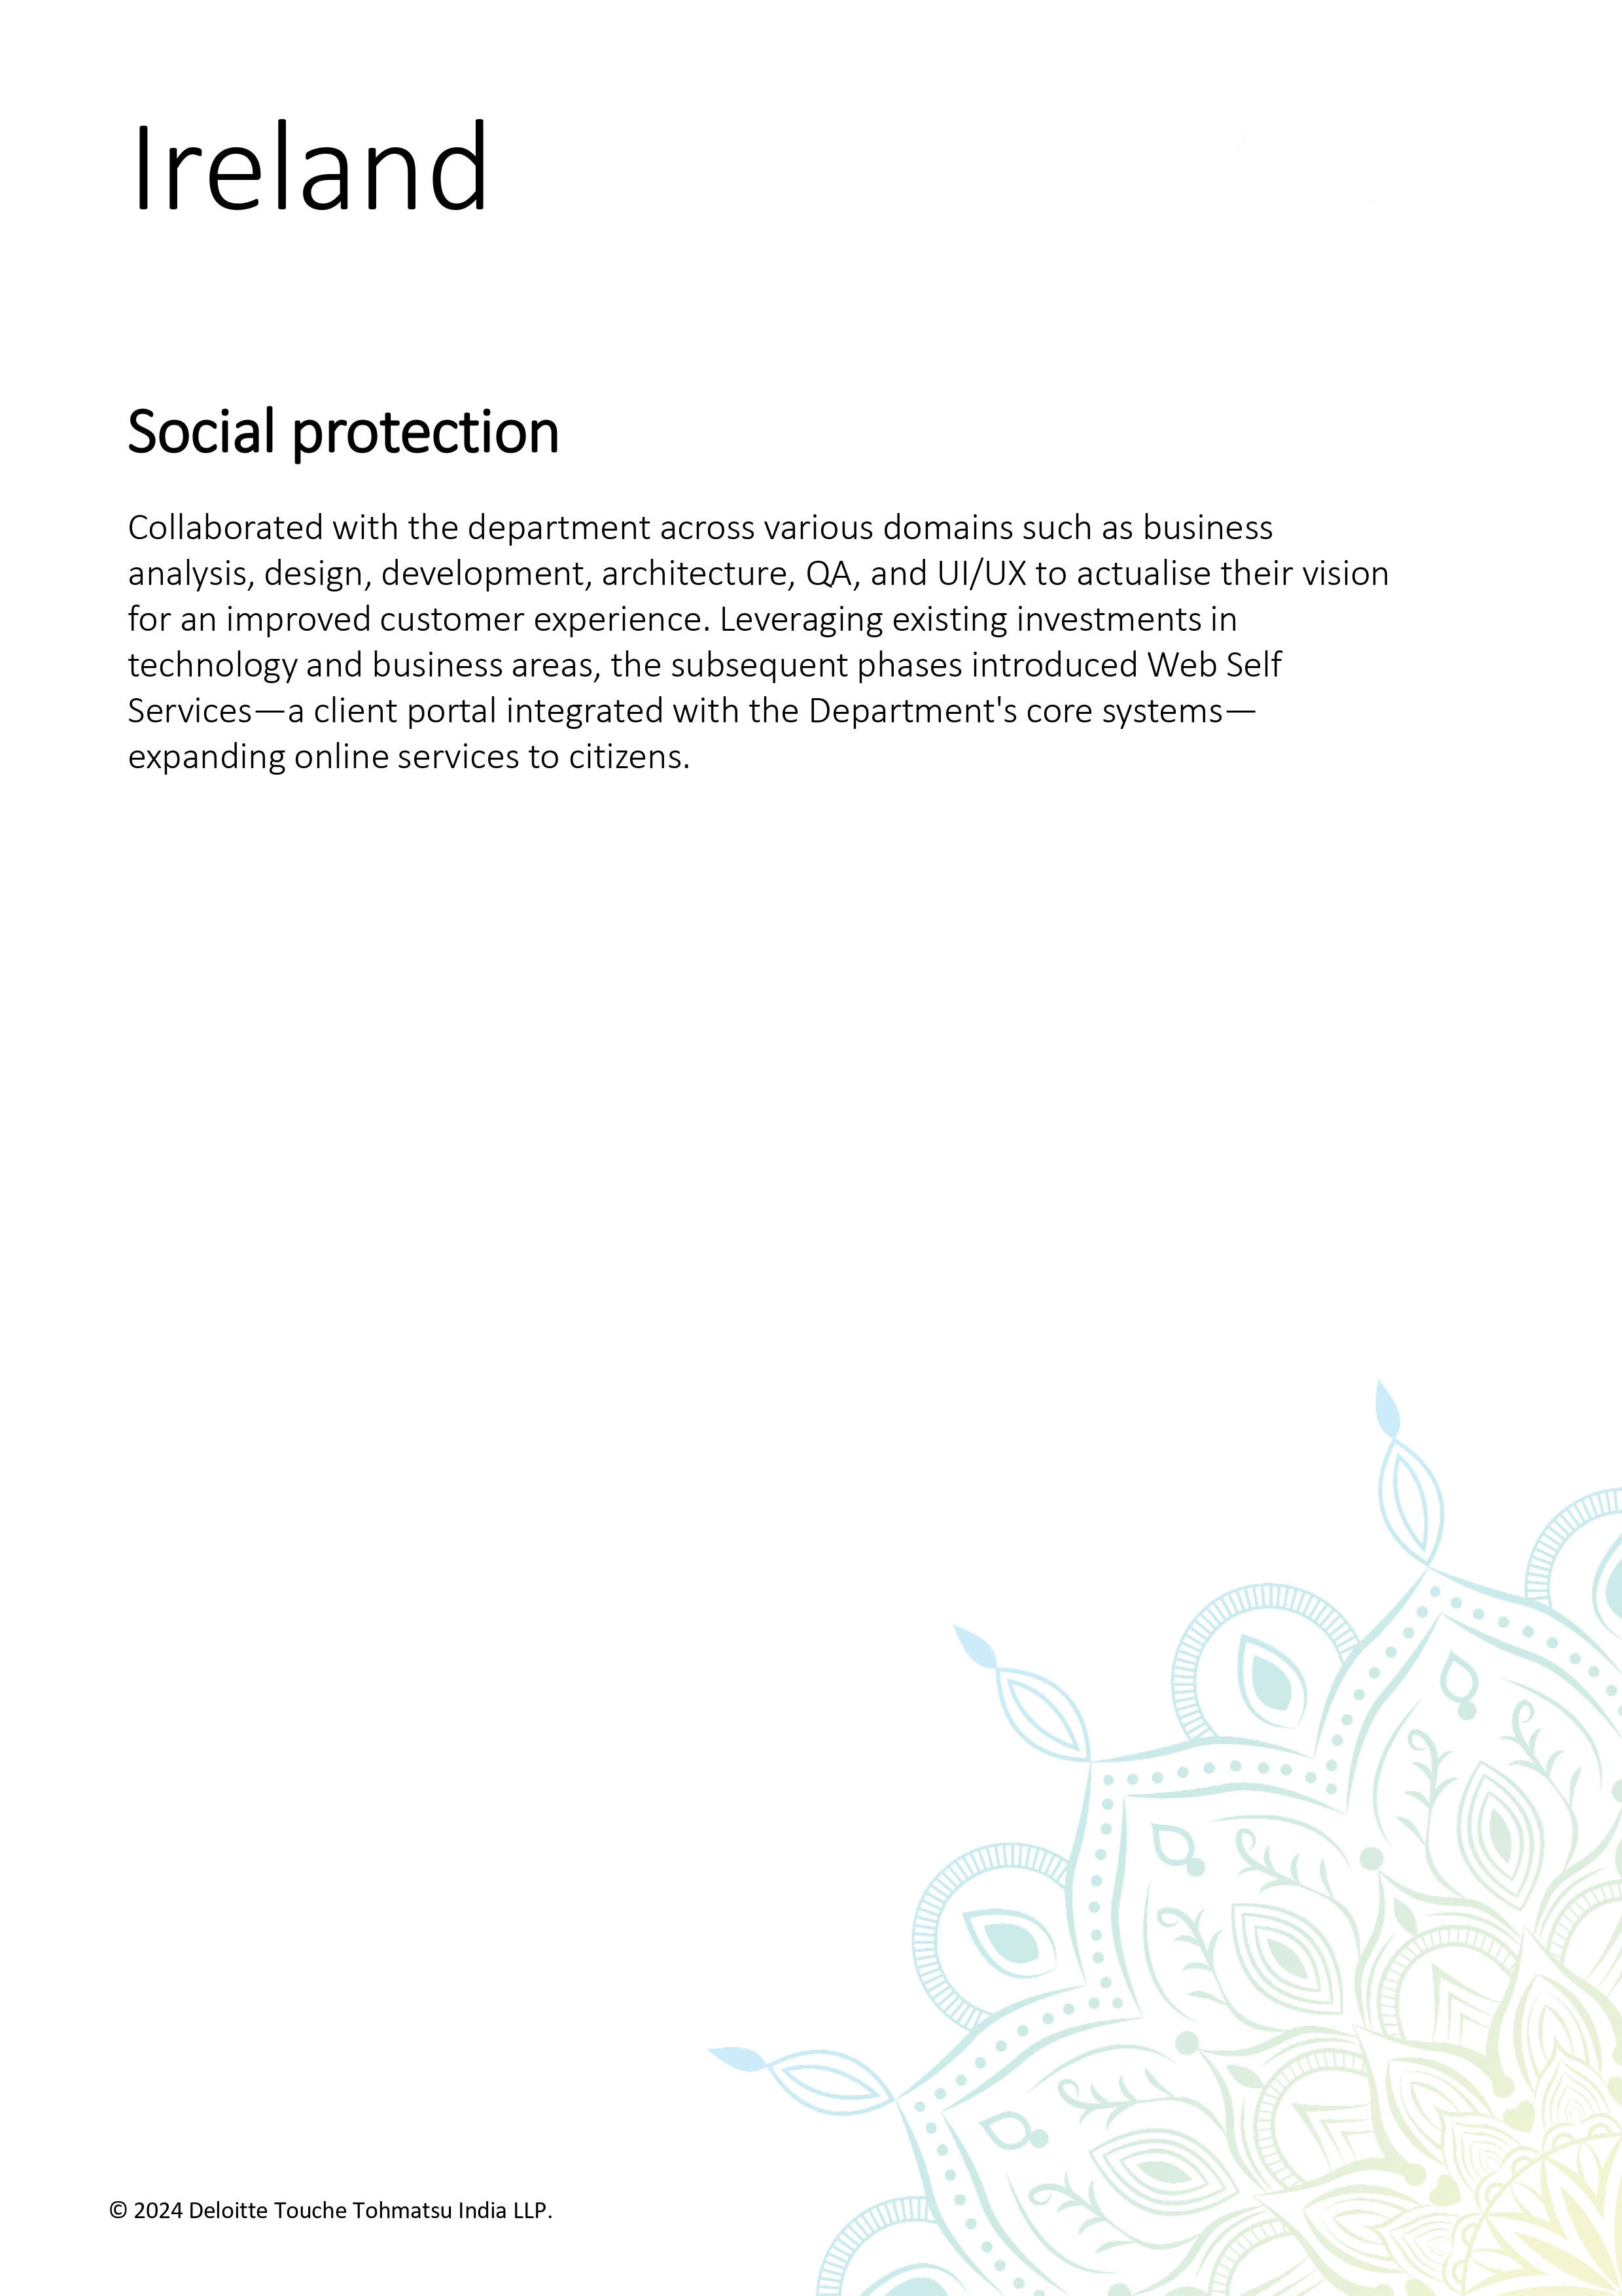 Ireland
Social protection
Collaborated with the department across various domains such as business
analysis, design, development, architecture, QA, and UI/UX to actualise their vision
for an improved customer experience. Leveraging existing investments in
technology and business areas, the subsequent phases introduced Web Self
Services—a client portal integrated with the Department's core systems—
expanding online services to citizens.
© 2024 Deloitte Touche Tohmatsu India LLP.